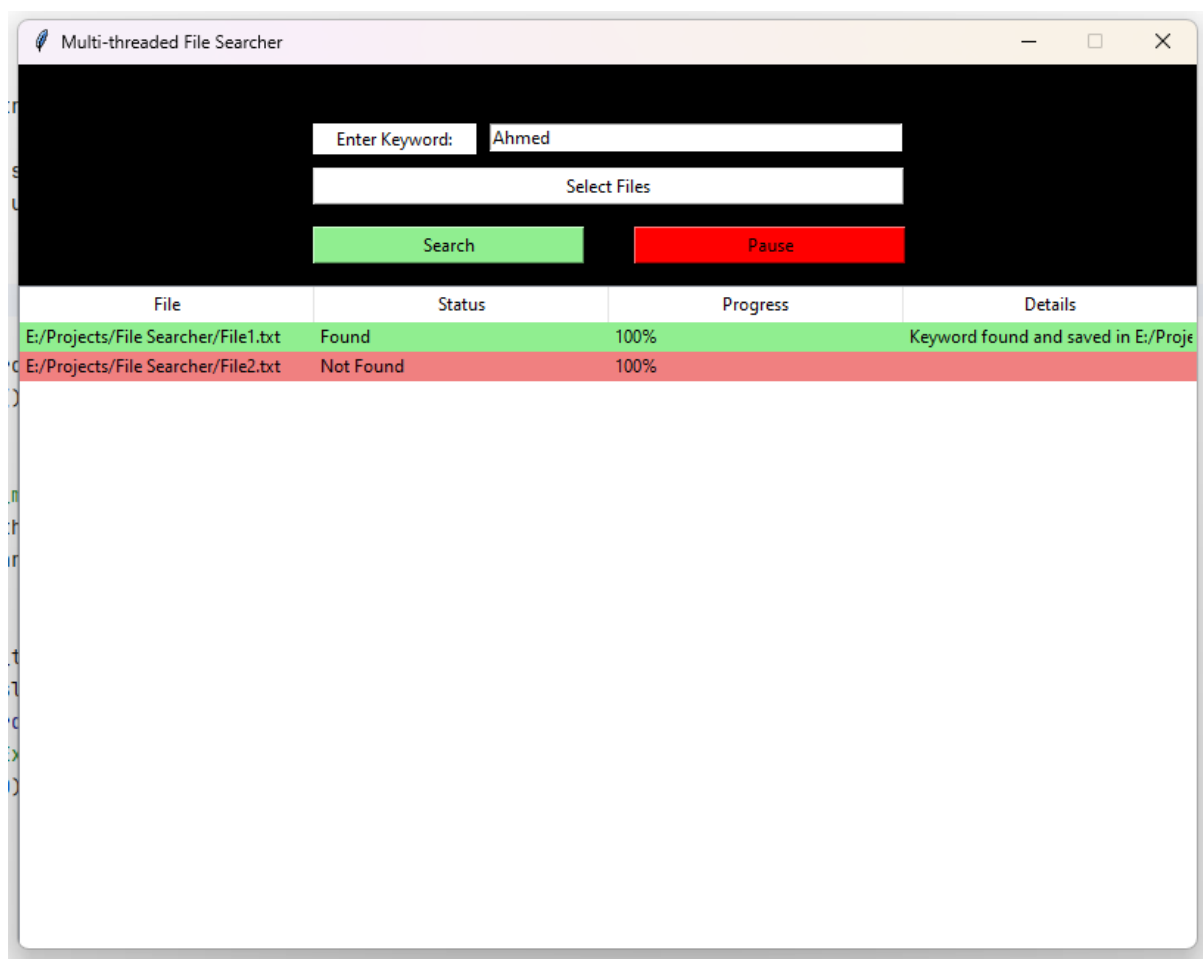 Multi-threaded File Searcher
Enter Keyword: Ahmed
Select Files
Search Pause
File Status Progress Details
E:/Projects/File Searcher/File1.txt Found 100% Keyword found and saved in E:/Proje
E:/Projects/File Searcher/File2.txt Not Found 100%